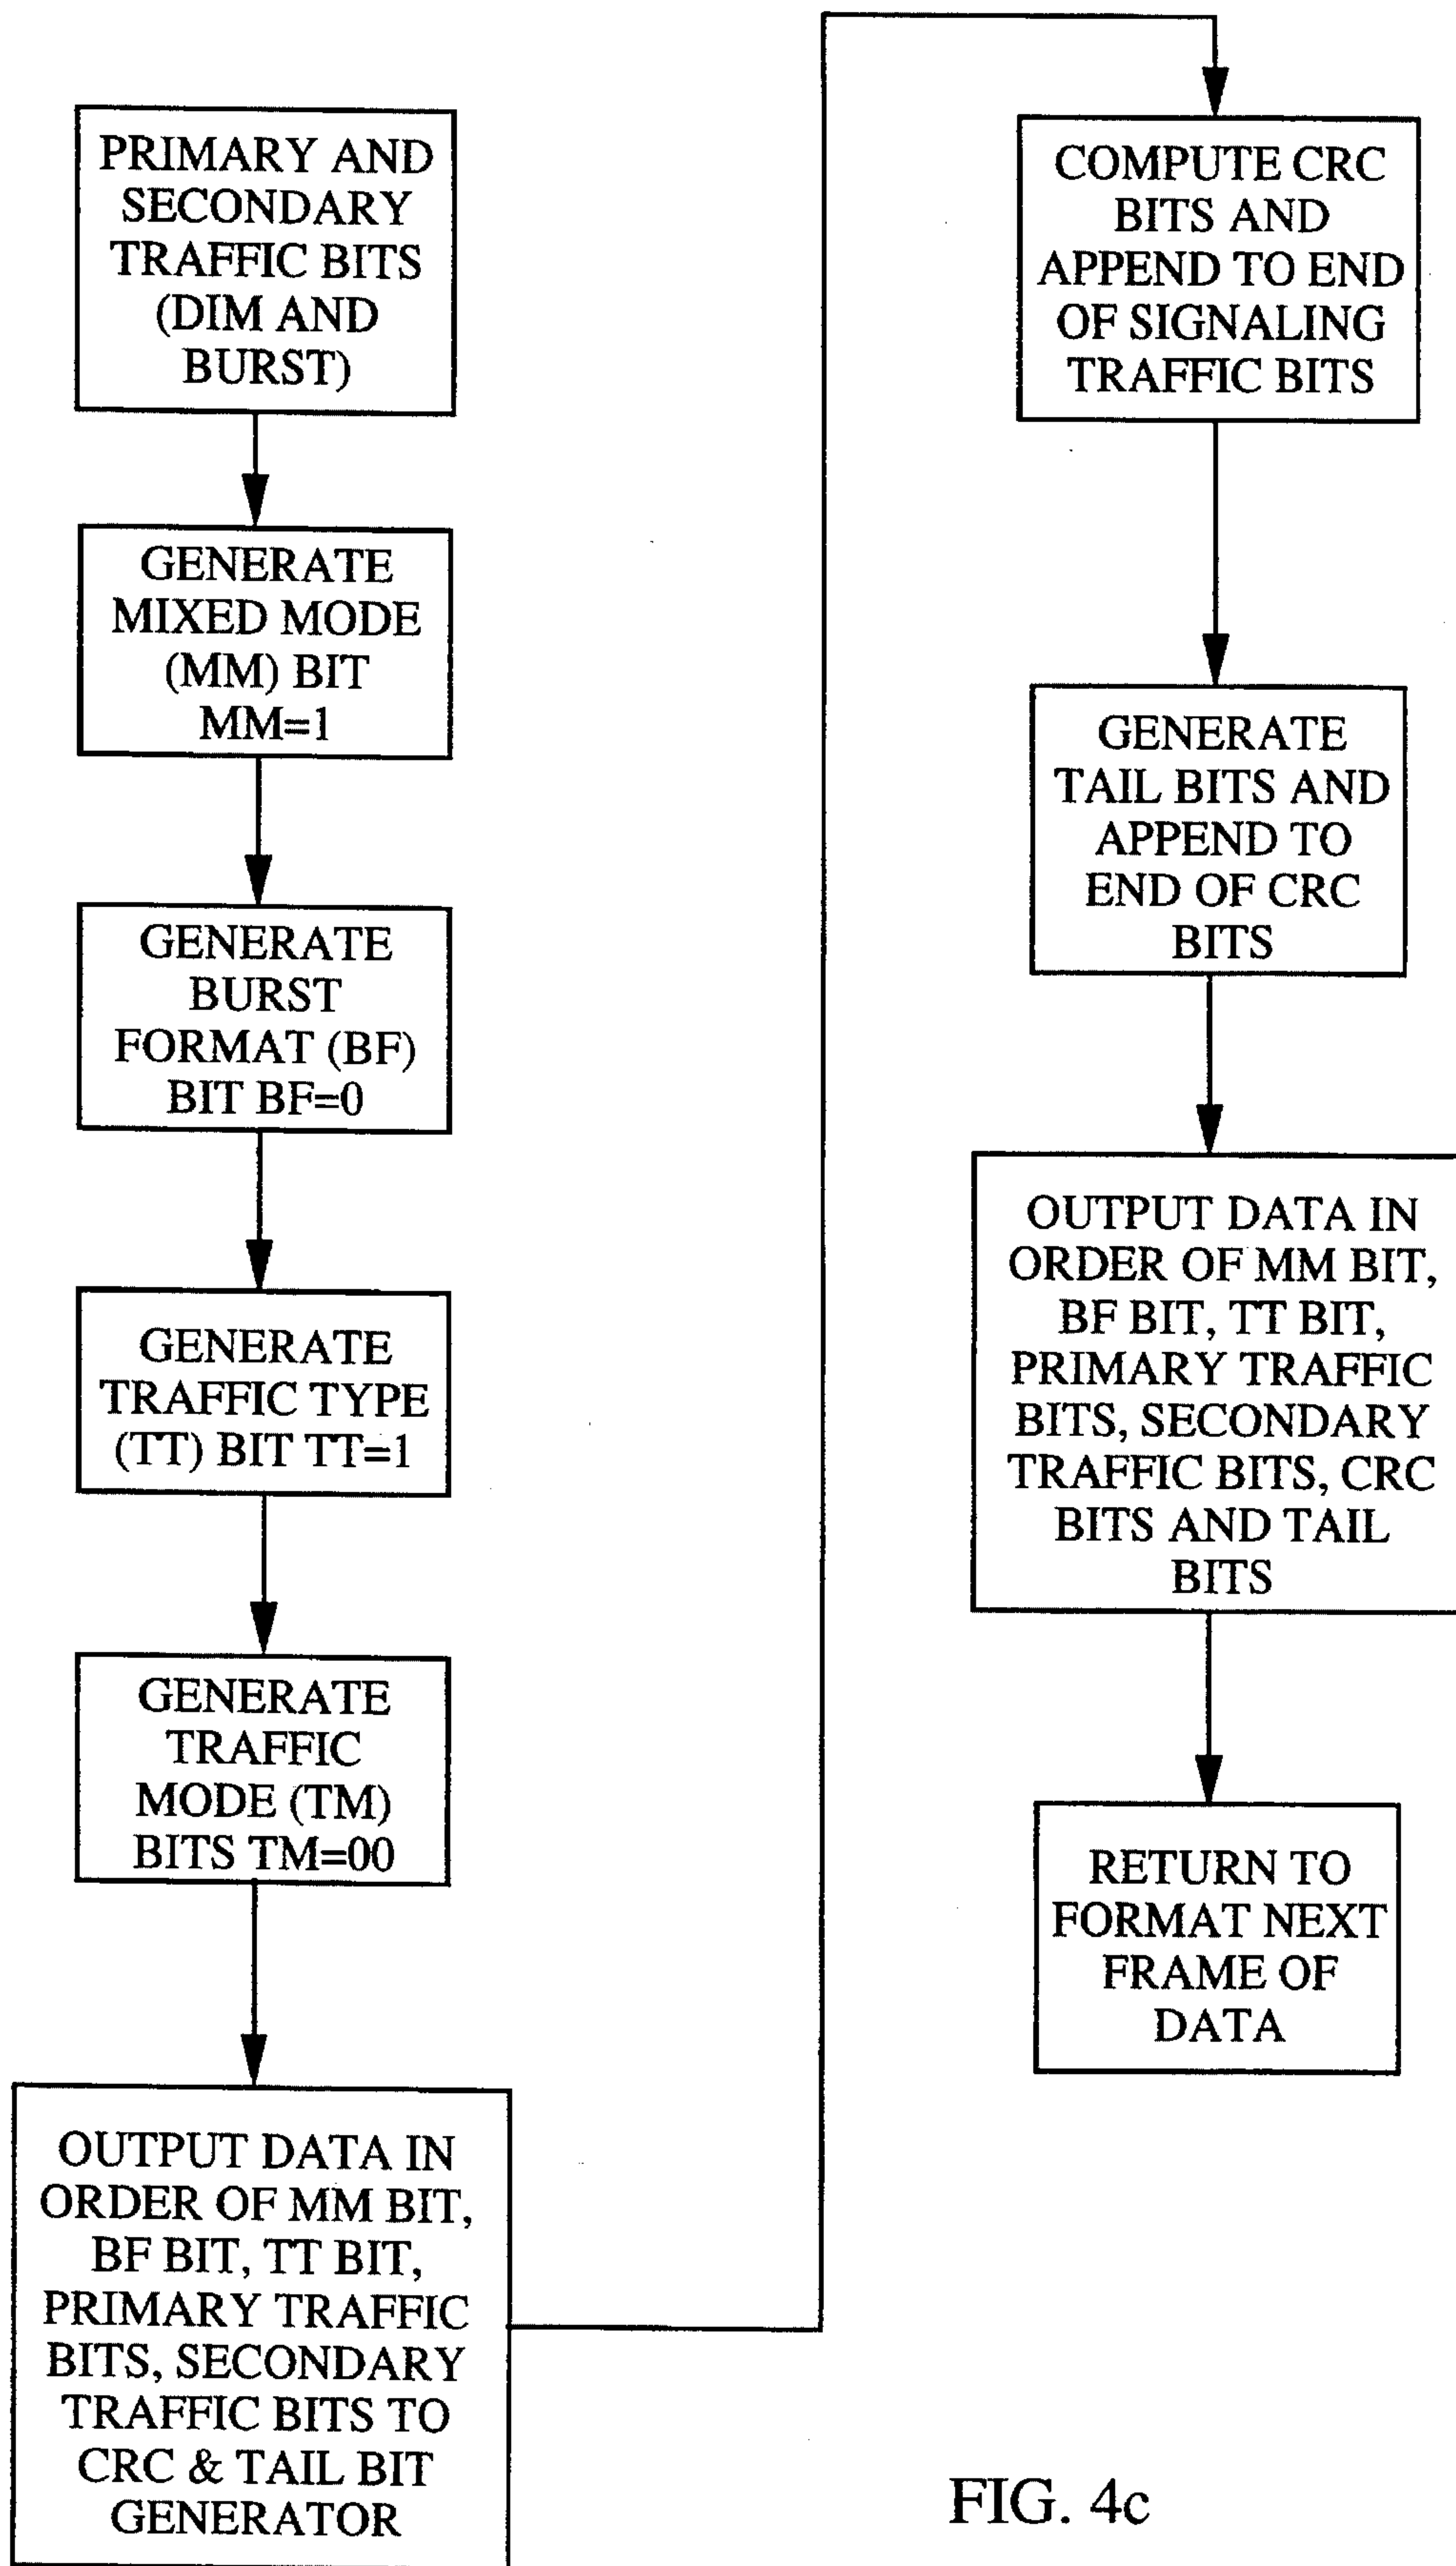 PRIMARY AND
SECONDARY
TRAFFIC BITS
(DIM AND
BURST)
GENERATE
MIXED MODE
(MM) BIT
MM=1
GENERATE
BURST
FORMAT (BF)
BIT BF=0
GENERATE
TRAFFIC TYPE
(TT) BIT TT=1
GENERATE
TRAFFIC
MODE (TM)
BITS TM=00
OUTPUT DATA IN
ORDER OF MM BIT,
BF BIT, TT BIT,
PRIMARY TRAFFIC
BITS, SECONDARY
TRAFFIC BITS TO
CRC & TAIL BIT
GENERATOR
COMPUTE CRC
BITS AND
APPEND TO END
OF SIGNALING
TRAFFIC BITS
GENERATE
TAIL BITS AND
APPEND TO
END OF CRC
BITS
OUTPUT DATA IN
ORDER OF MM BIT,
BF BIT, TT BIT,
PRIMARY TRAFFIC
BITS, SECONDARY
TRAFFIC BITS, CRC
BITS AND TAIL
BITS
RETURN TO
FORMAT NEXT
FRAME OF
DATA
FIG. 4c